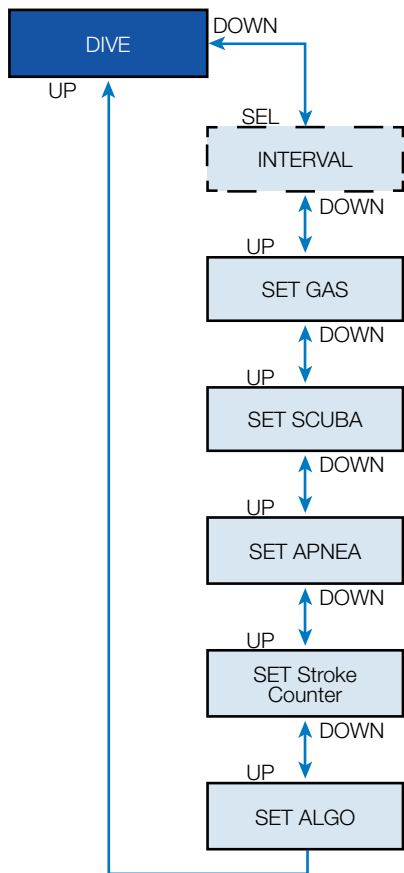 DIVE
DOWN
UP
SEL
INTERVAL
DOWN
UP
SET GAS
DOWN
UP
SET SCUBA
DOWN
UP
SET APNEA
DOWN
UP
SET Stroke
Counter
DOWN
UP
SET ALGO